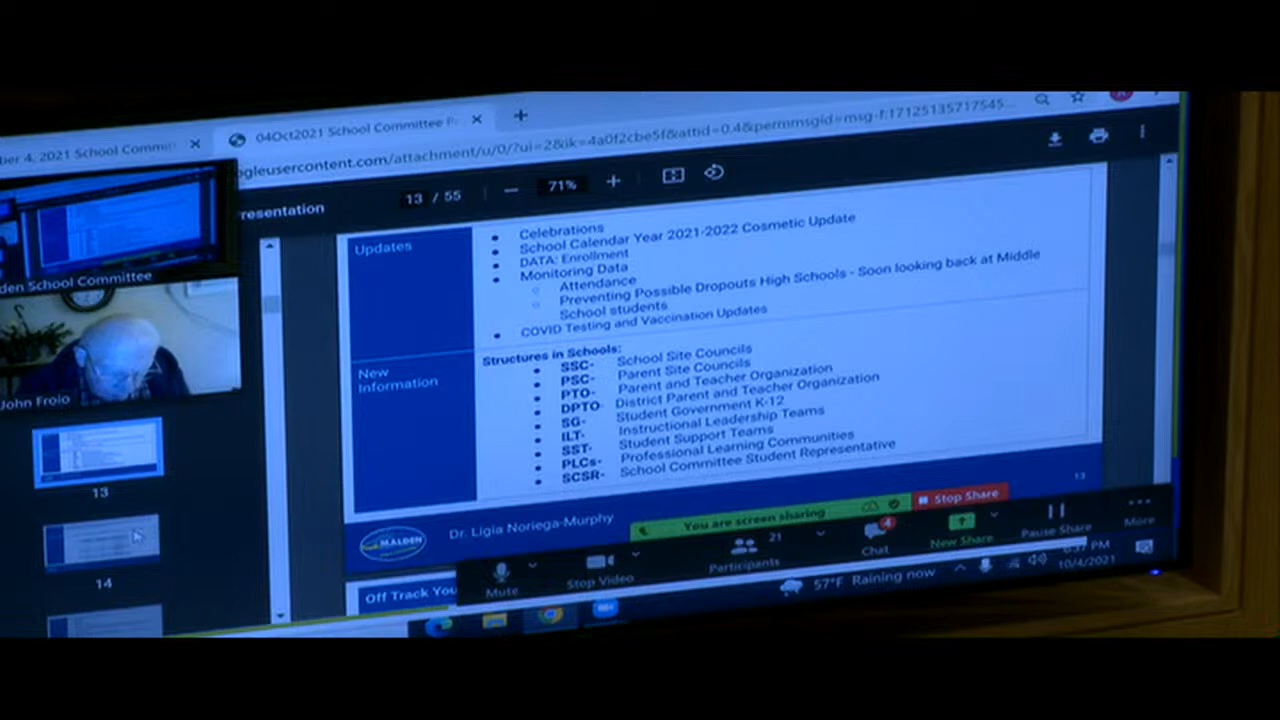 ber 4, 2021 School Commi
04Oct2021 School Committee P
ogleusercontent.com/attachment/u/0/?ui=2&ik=4a0f2cbe5f&attid=0.4&permmsgid=msg-f:17125135717545...
resentation
13 / 55
71%
den School Committee
John Froio
13
14
Updates
Celebrations
School Calendar Year 2021-2022 Cosmetic Update
DATA: Enrollment
Monitoring Data
Attendance
Preventing Possible Dropouts High Schools - Soon looking back at Middle
School students
COVID Testing and Vaccination Updates
New
Information
Structures in Schools:
SSC- School Site Councils
PSC- Parent Site Councils
PTO- Parent and Teacher Organization
DPTO- District Parent and Teacher Organization
SG- Student Government K-12
ILT- Instructional Leadership Teams
SST- Student Support Teams
PLCs- Professional Learning Communities
SCSR- School Committee Student Representative
13
MALDEN
Dr. Ligia Noriega-Murphy
You are screen sharing
Stop Share
Mute
Stop Video
Participants
21
Chat
4
New Share
Pause Share
More
Off Track You
57°F Raining now
PM
10/4/2021